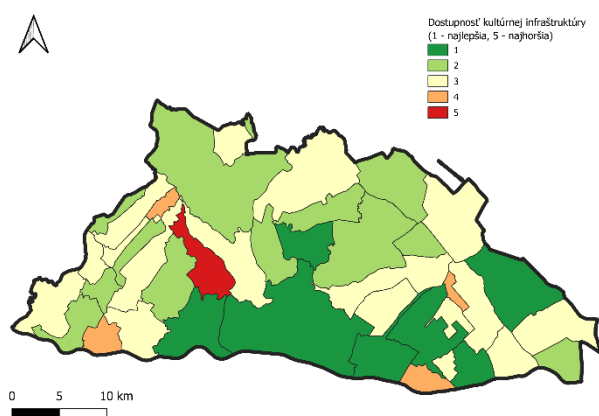 Dostupnosť kultúrnej infraštruktúry
(1 - najlepšia, 5 - najhoršia)
1
2
3
4
5
0 5 10 km